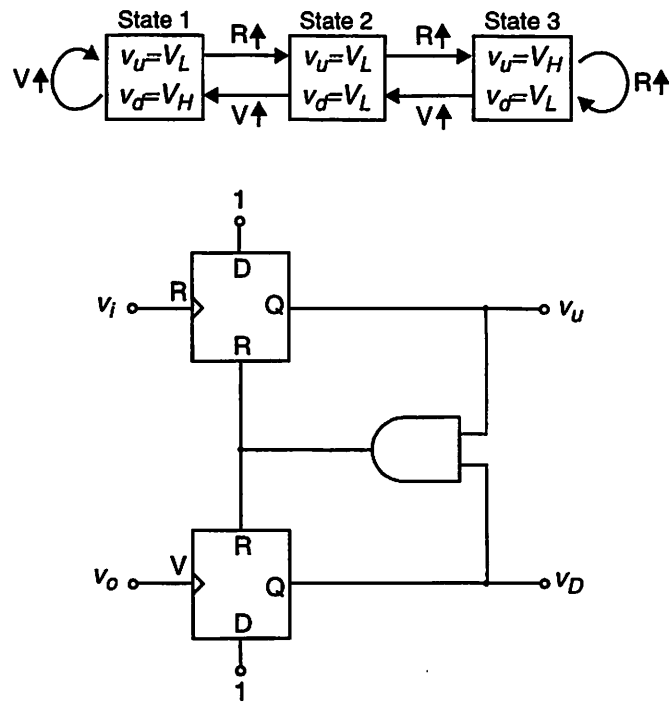 State 1 State 2 State 3
R↑ R↑
v_u=V_L v_u=V_L v_u=V_H
V↑ R↑
v_d=V_H v_d=V_L v_d=V_L
V↑ V↑
1
D
v_i R Q v_u
R
R
v_o V Q v_D
D
1